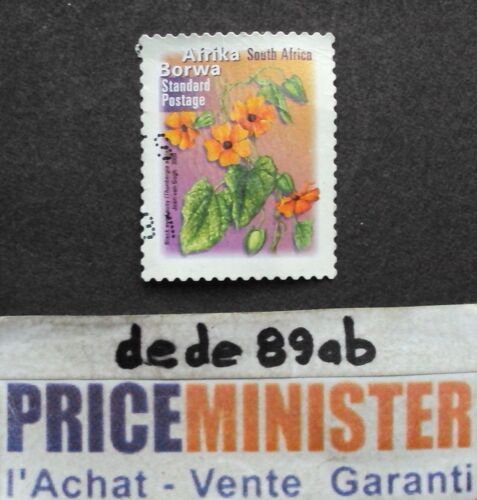 Afrika South Africa
Borwa
Standard
Postage
dede 89ab
PRICEMINISTER
l'Achat - Vente Garanti